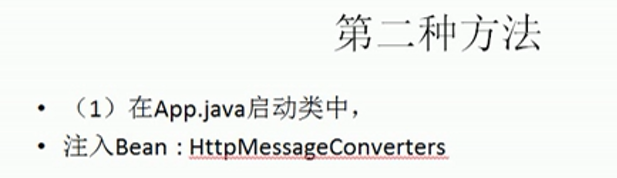 第二种方法
• （1）在App.java启动类中，
• 注入Bean：HttpMessageConverters